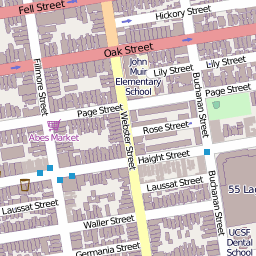 Fell Street
Hickory Street
Oak Street
John
Muir
Elementary
School
Lily Street
Lily Street
Fillmore Street
Page Street
Page Street
Buchanan Street
Abes Market
Webster Street
Rose Street
Haight Street
Laussat Street
Buchanan Street
55 La
Laussat Street
Waller Street
UCSF
Dental
School
Germania Street